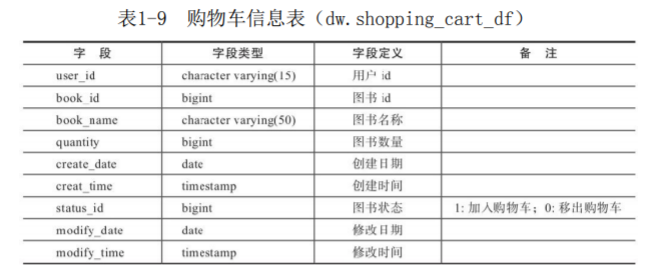 表1-9 购物车信息表（dw.shopping_cart_df）
字 段 字段类型 字段定义 备 注
user_id character varying(15) 用户 id
book_id bigint 图书 id
book_name character varying(50) 图书名称
quantity bigint 图书数量
create_date date 创建日期
creat_time timestamp 创建时间
status_id bigint 图书状态 1: 加入购物车；0: 移出购物车
modify_date date 修改日期
modify_time timestamp 修改时间